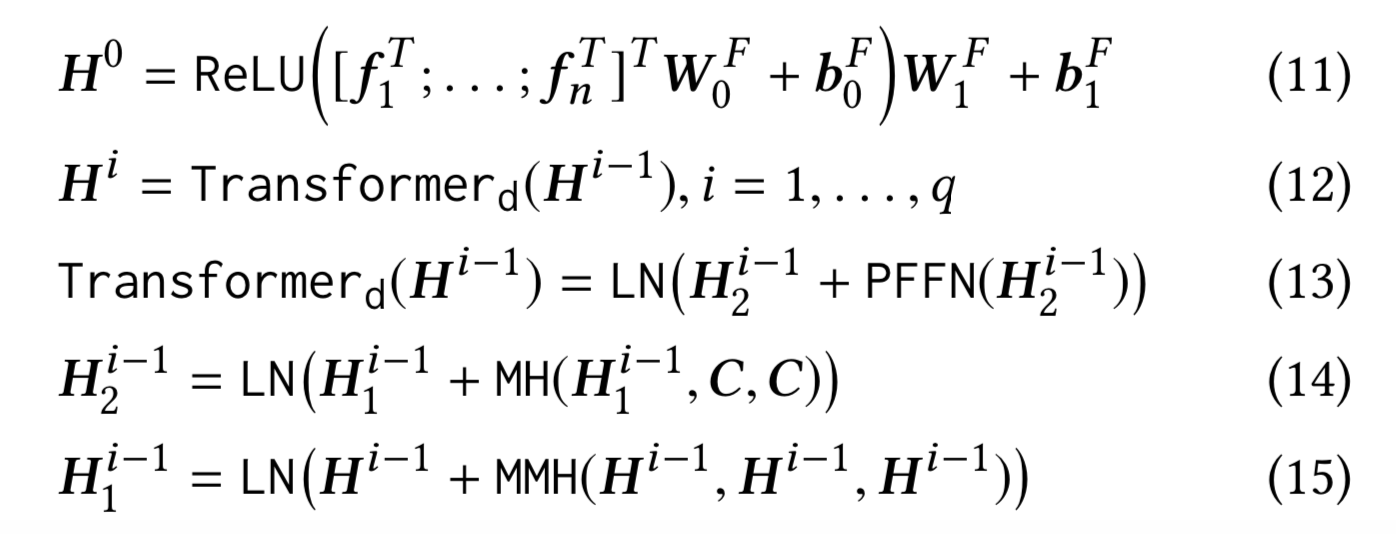 H^0 = ReLU([f_1^T; . . . ; f_n^T]^T W_0^F + b_0^F) W_1^F + b_1^F (11)
H^i = Transformer_d(H^{i−1}), i = 1, . . . , q (12)
Transformer_d(H^{i−1}) = LN(H_2^{i−1} + PFFN(H_2^{i−1})) (13)
H_2^{i−1} = LN(H_1^{i−1} + MH(H_1^{i−1}, C, C)) (14)
H_1^{i−1} = LN(H^{i−1} + MMH(H^{i−1}, H^{i−1}, H^{i−1})) (15)